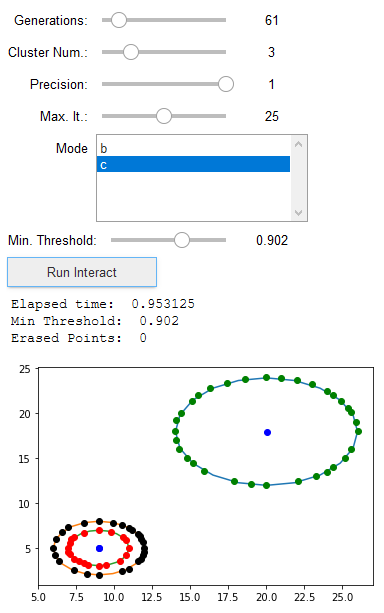 Generations: 61
Cluster Num.: 3
Precision: 1
Max. It.: 25
Mode b
c
Min. Threshold: 0.902
Run Interact
Elapsed time: 0.953125
Min Threshold: 0.902
Erased Points: 0
25
20
15
10
5
5.0 7.5 10.0 12.5 15.0 17.5 20.0 22.5 25.0